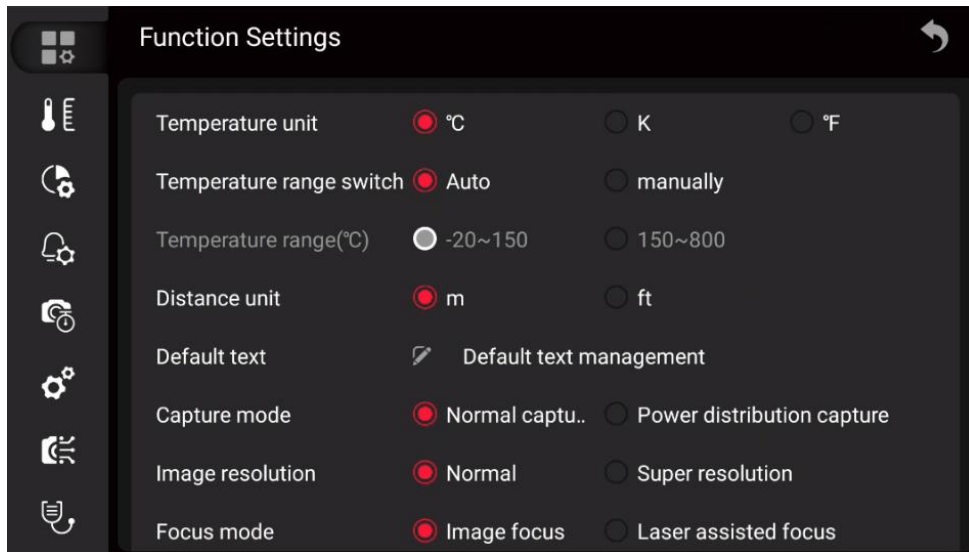 Function Settings
Temperature unit ℃ K ℉
Temperature range switch Auto manually
Temperature range(℃) -20~150 150~800
Distance unit m ft
Default text Default text management
Capture mode Normal captu.. Power distribution capture
Image resolution Normal Super resolution
Focus mode Image focus Laser assisted focus